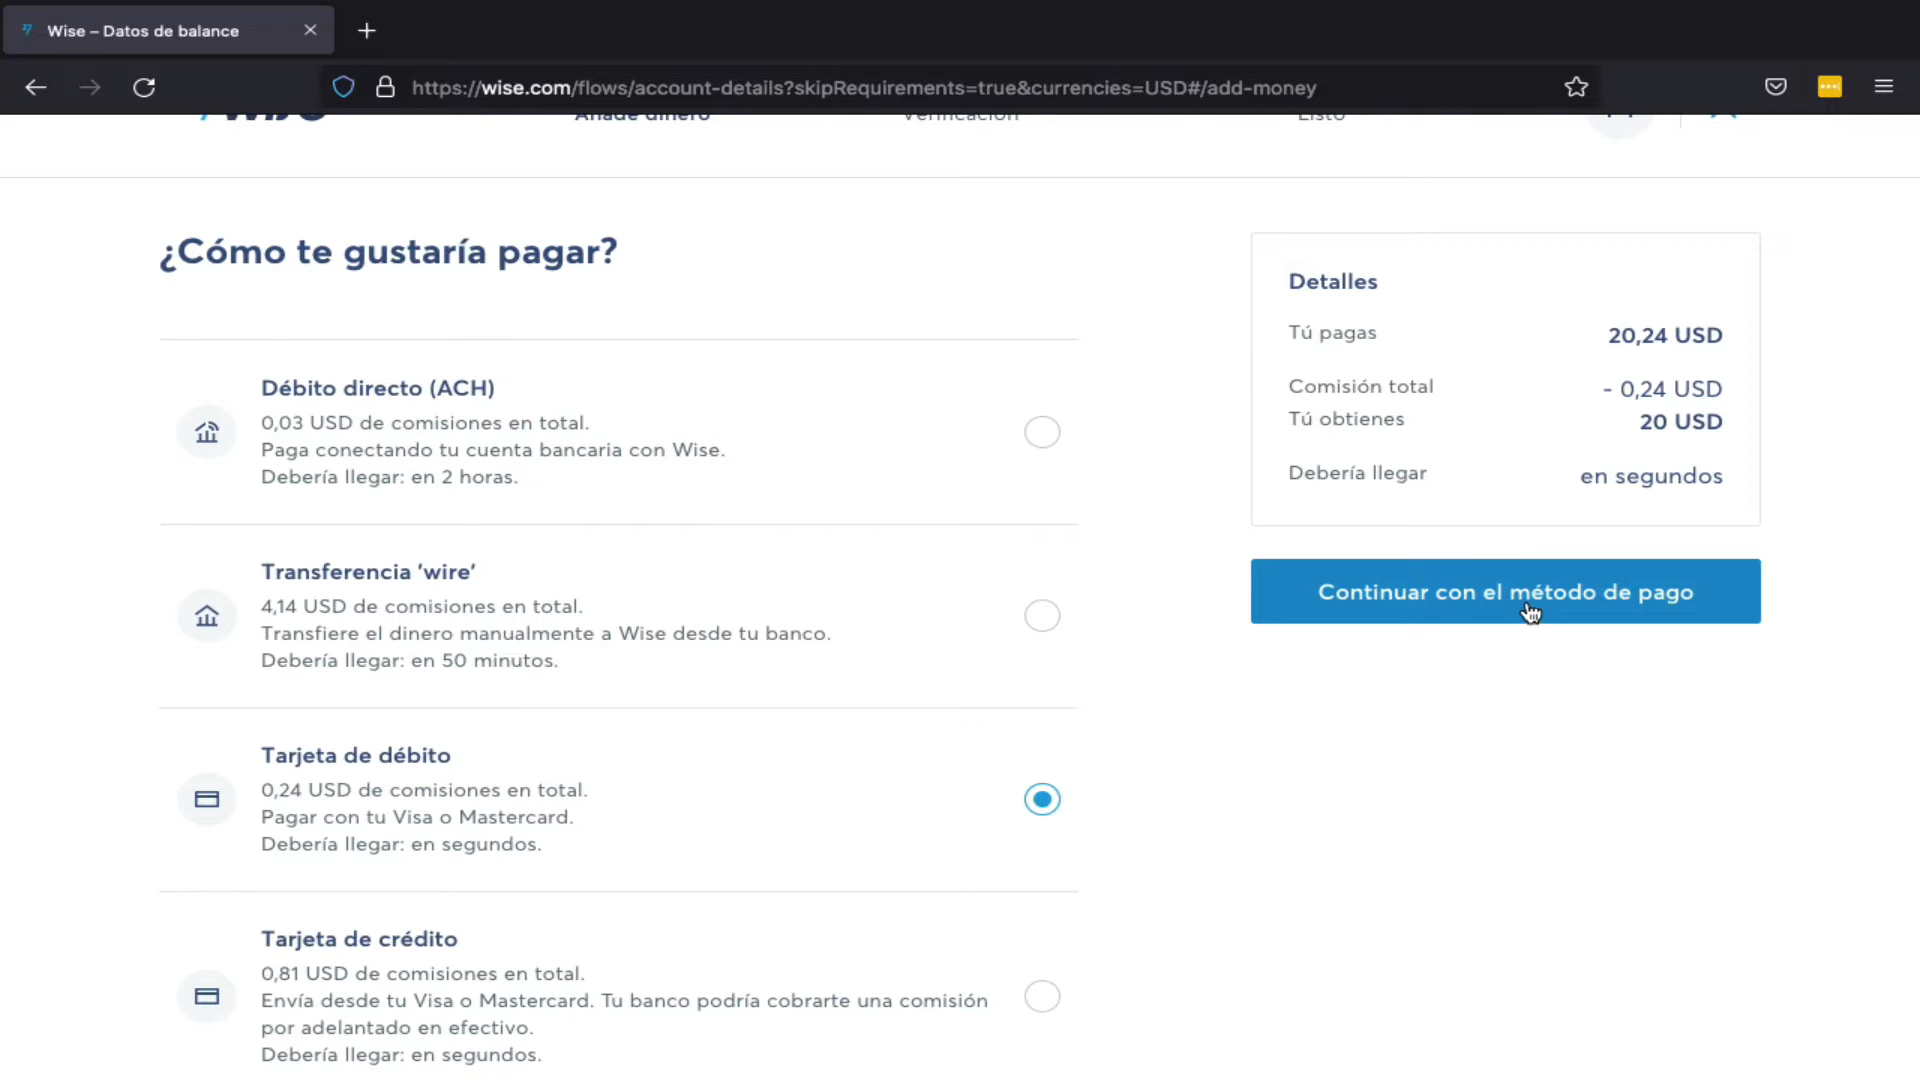 Wise – Datos de balance
https://wise.com/flows/account-details?skipRequirements=true&currencies=USD#/add-money
Añade dinero
Verificación
Listo
¿Cómo te gustaría pagar?
Débito directo (ACH)
0,03 USD de comisiones en total.
Paga conectando tu cuenta bancaria con Wise.
Debería llegar: en 2 horas.
Transferencia 'wire'
4,14 USD de comisiones en total.
Transfiere el dinero manualmente a Wise desde tu banco.
Debería llegar: en 50 minutos.
Tarjeta de débito
0,24 USD de comisiones en total.
Pagar con tu Visa o Mastercard.
Debería llegar: en segundos.
Tarjeta de crédito
0,81 USD de comisiones en total.
Envía desde tu Visa o Mastercard. Tu banco podría cobrarte una comisión
por adelantado en efectivo.
Debería llegar: en segundos.
Detalles
Tú pagas 20,24 USD
Comisión total - 0,24 USD
Tú obtienes 20 USD
Debería llegar en segundos
Continuar con el método de pago